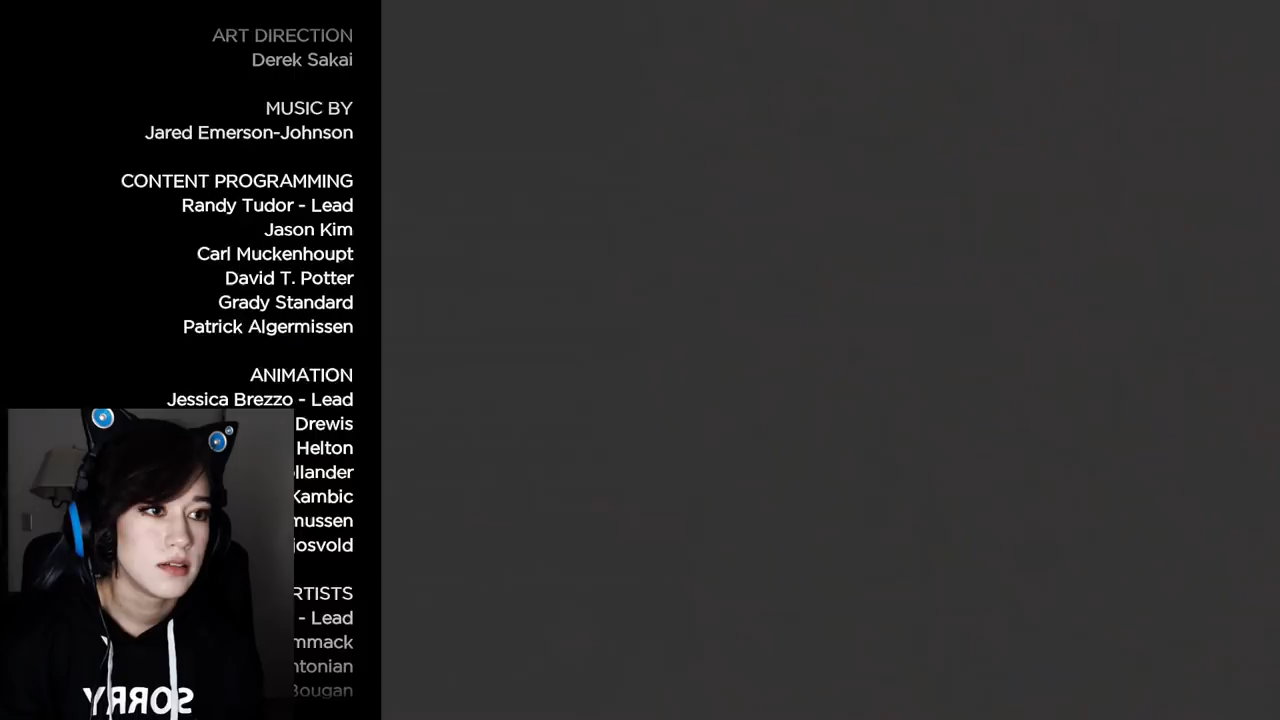 ART DIRECTION
Derek Sakai
MUSIC BY
Jared Emerson-Johnson
CONTENT PROGRAMMING
Randy Tudor - Lead
Jason Kim
Carl Muckenhoupt
David T. Potter
Grady Standard
Patrick Algermissen
ANIMATION
Jessica Brezzo - Lead
Drewis
Helton
llander
Kambic
mussen
josvold
RTISTS
- Lead
mmack
ntonian
Bougan
SORRY